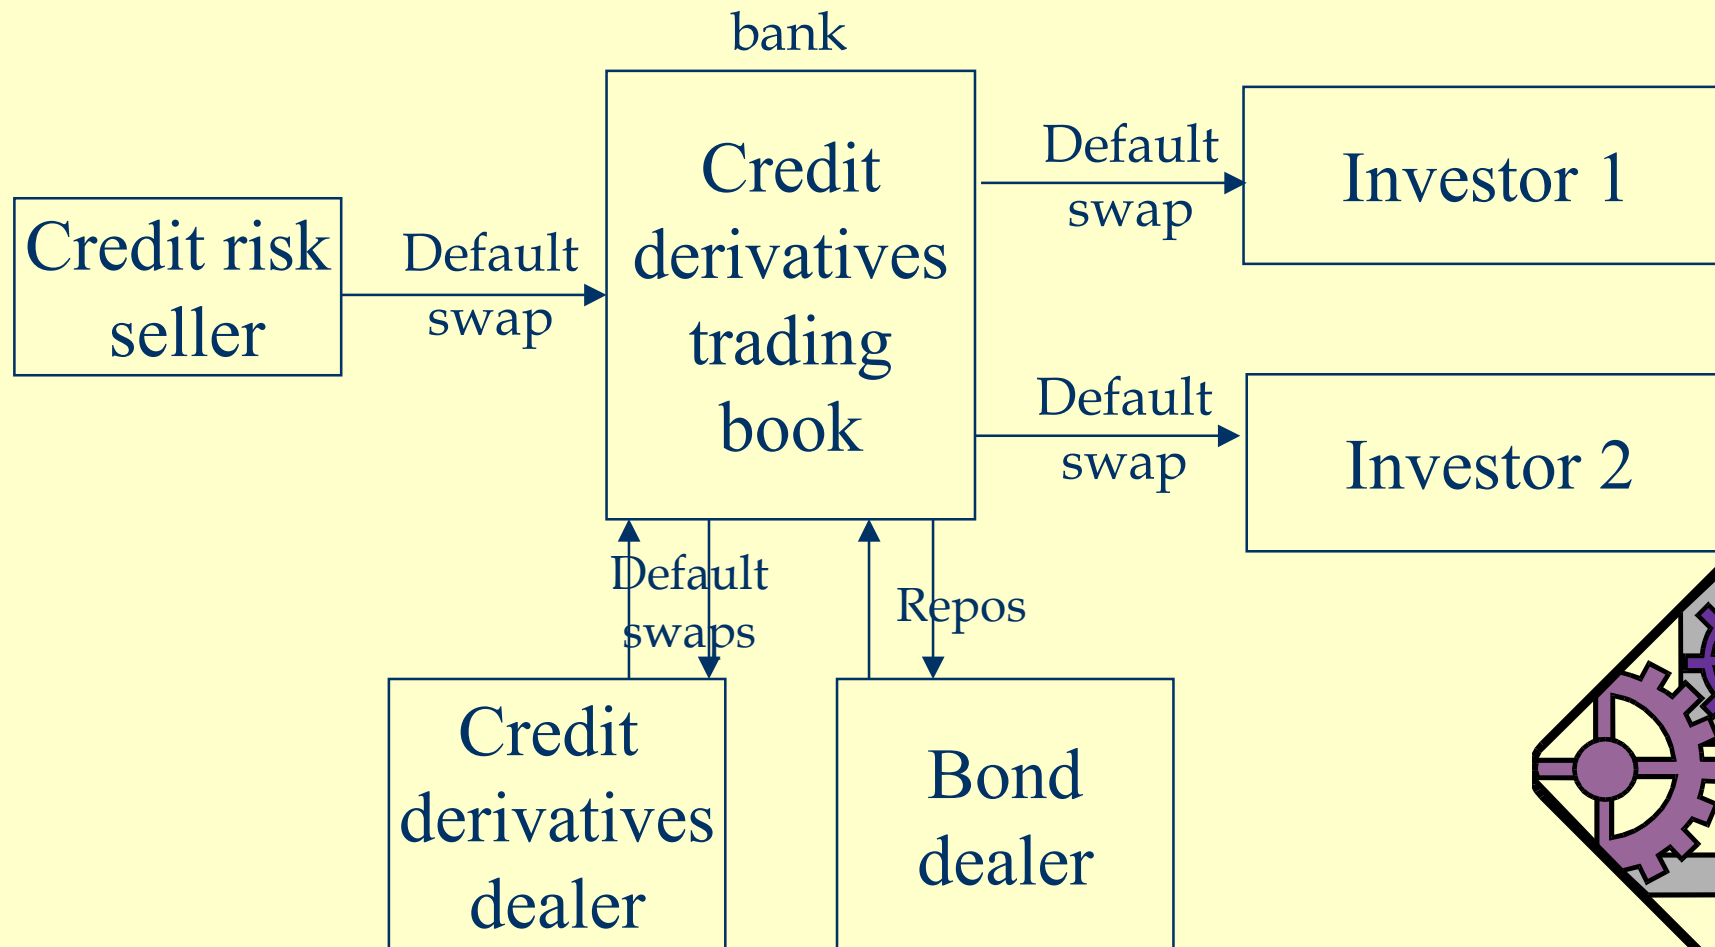 bank
Credit risk
seller
Default
swap
Credit
derivatives
trading
book
Default
swap
Investor 1
Default
swap
Investor 2
Default
swaps
Repos
Credit
derivatives
dealer
Bond
dealer